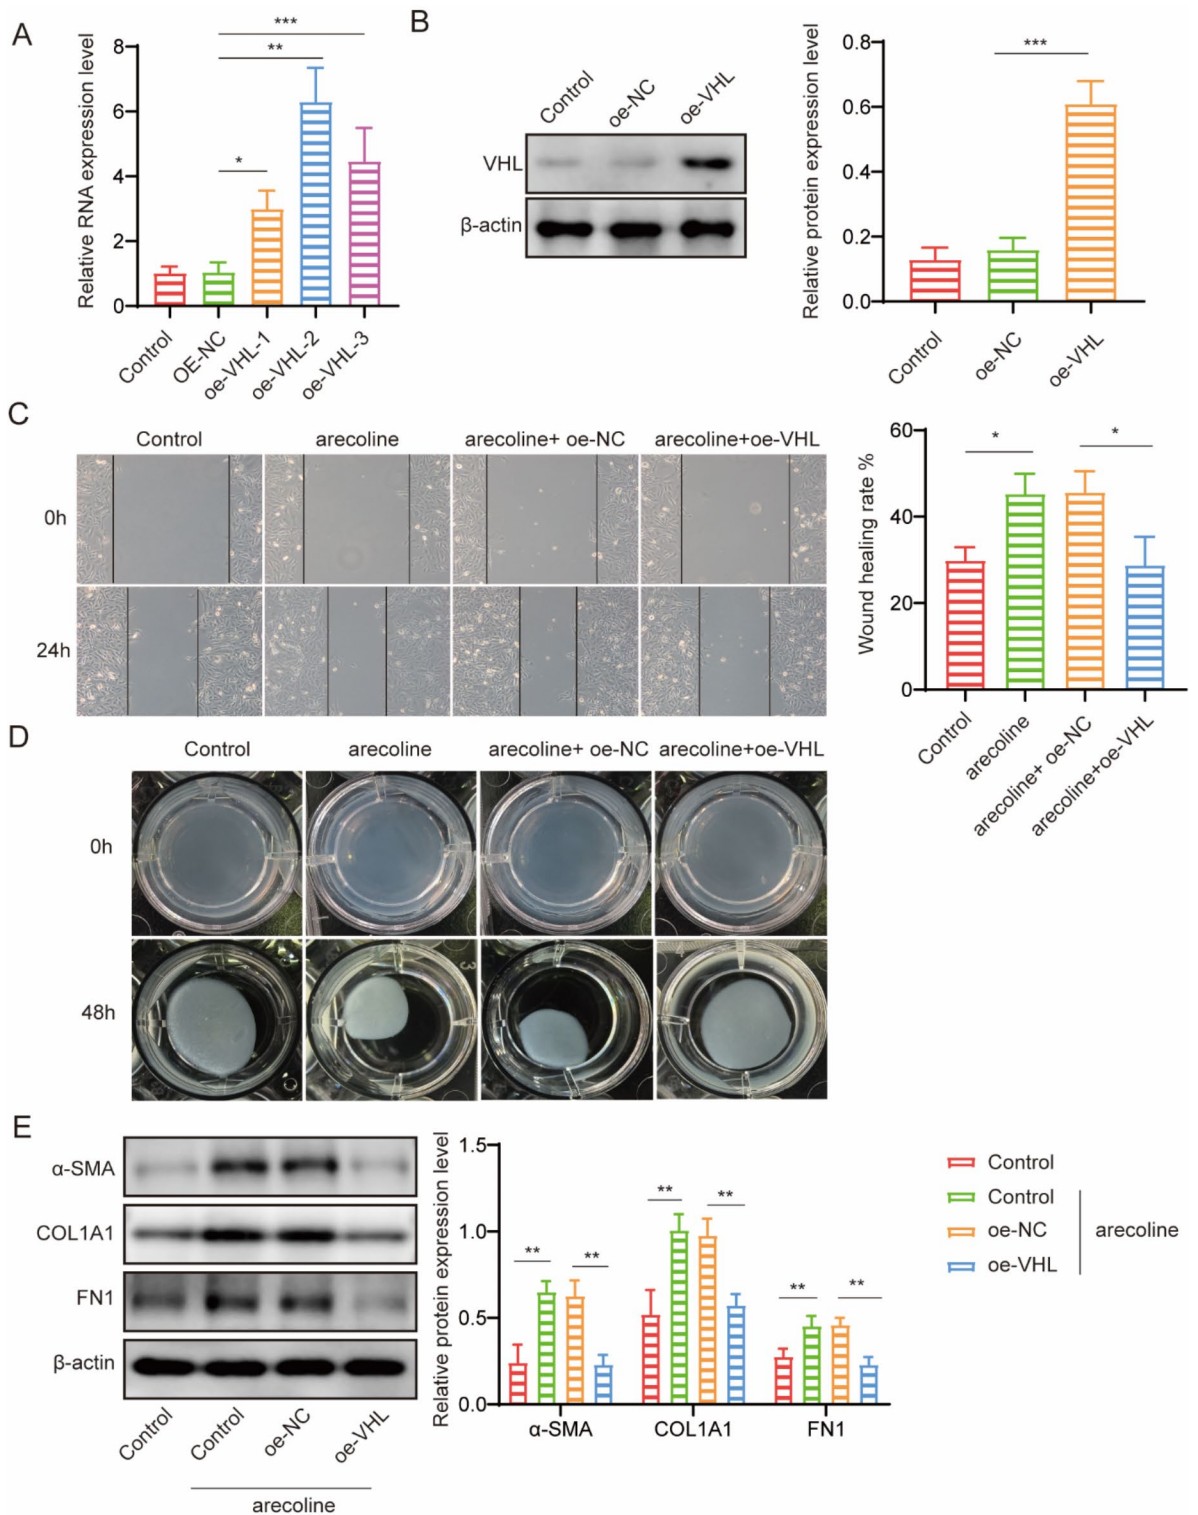 A
Relative RNA expression level
8
6
4
2
0
***
**
*
Control
OE-NC
oe-VHL-1
oe-VHL-2
oe-VHL-3
B
Control
oe-NC
oe-VHL
VHL
β-actin
Relative protein expression level
0.8
0.6
0.4
0.2
0.0
***
Control
oe-NC
oe-VHL
C
Control
arecoline
arecoline+ oe-NC
arecoline+oe-VHL
0h
24h
Wound healing rate %
60
40
20
0
*
*
Control
arecoline
arecoline+ oe-NC
arecoline+oe-VHL
D
Control
arecoline
arecoline+ oe-NC
arecoline+oe-VHL
0h
48h
E
α-SMA
COL1A1
FN1
β-actin
Control
Control
oe-NC
oe-VHL
arecoline
Relative protein expression level
1.5
1.0
0.5
0.0
**
**
**
**
**
**
α-SMA
COL1A1
FN1
Control
Control
oe-NC
oe-VHL
arecoline